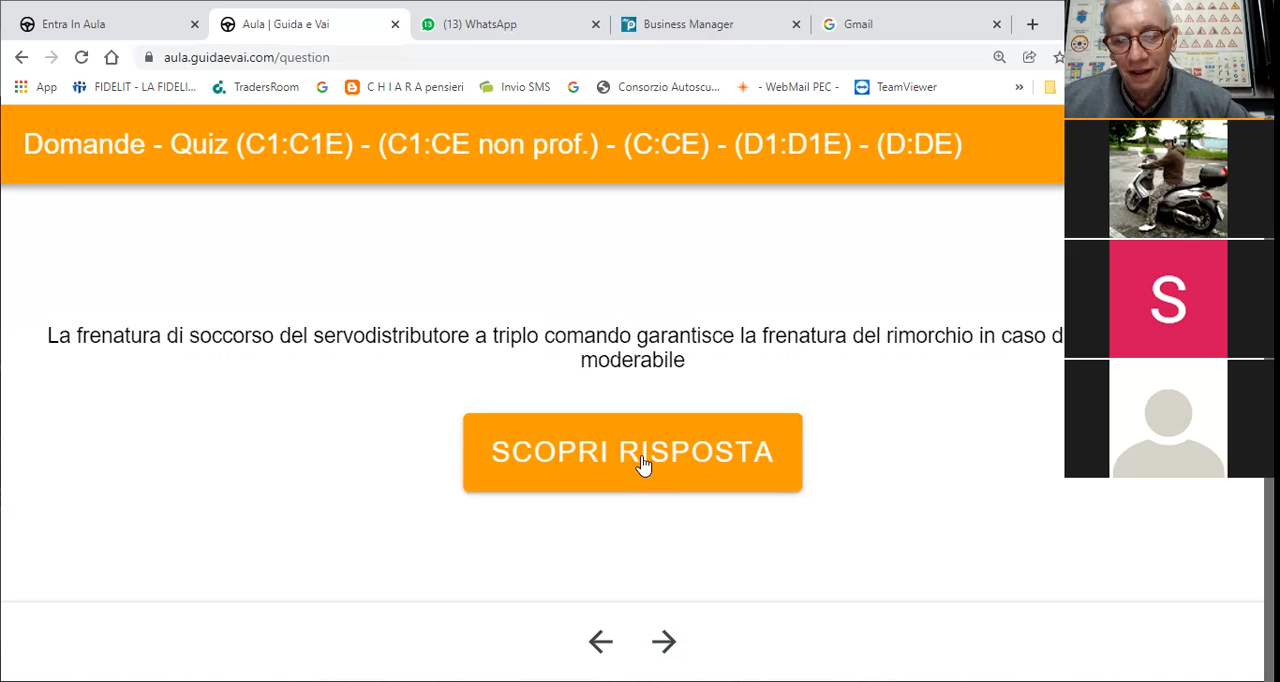 Entra In Aula
Aula | Guida e Vai
(13) WhatsApp
Business Manager
Gmail
aula.guidaevai.com/question
App
FIDELIT - LA FIDELI...
TradersRoom
C H I A R A pensieri
Invio SMS
Consorzio Autoscu...
- WebMail PEC -
TeamViewer
»
Domande - Quiz (C1:C1E) - (C1:CE non prof.) - (C:CE) - (D1:D1E) - (D:DE)
La frenatura di soccorso del servodistributore a triplo comando garantisce la frenatura del rimorchio in caso d
moderabile
SCOPRI RISPOSTA
S